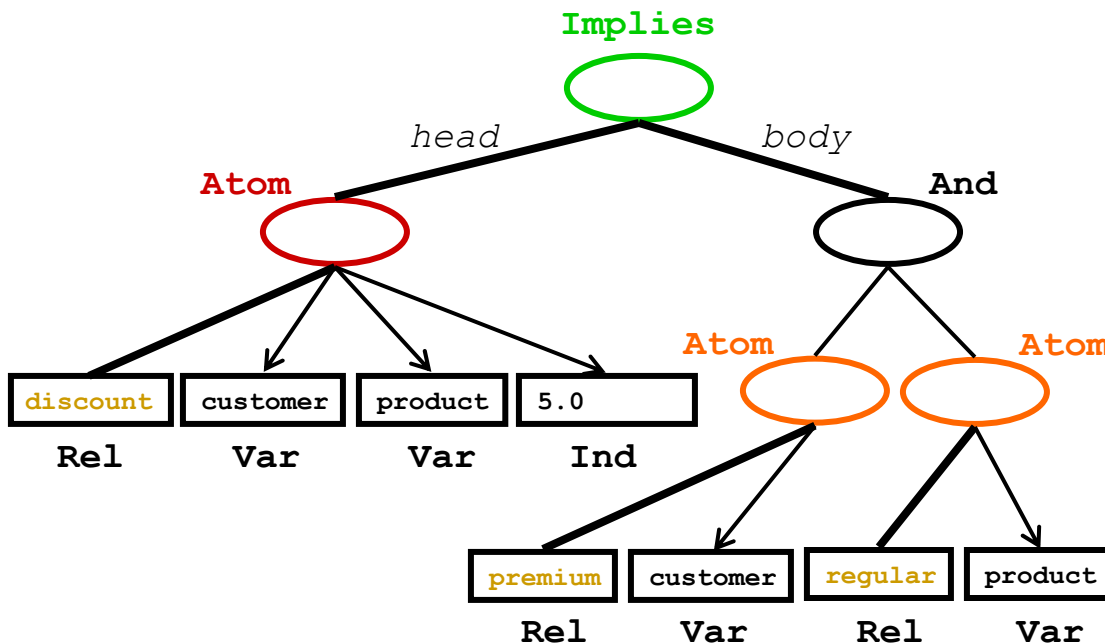 Implies
head body
Atom And
Atom Atom
discount customer product 5.0
Rel Var Var Ind
premium customer regular product
Rel Var Rel Var